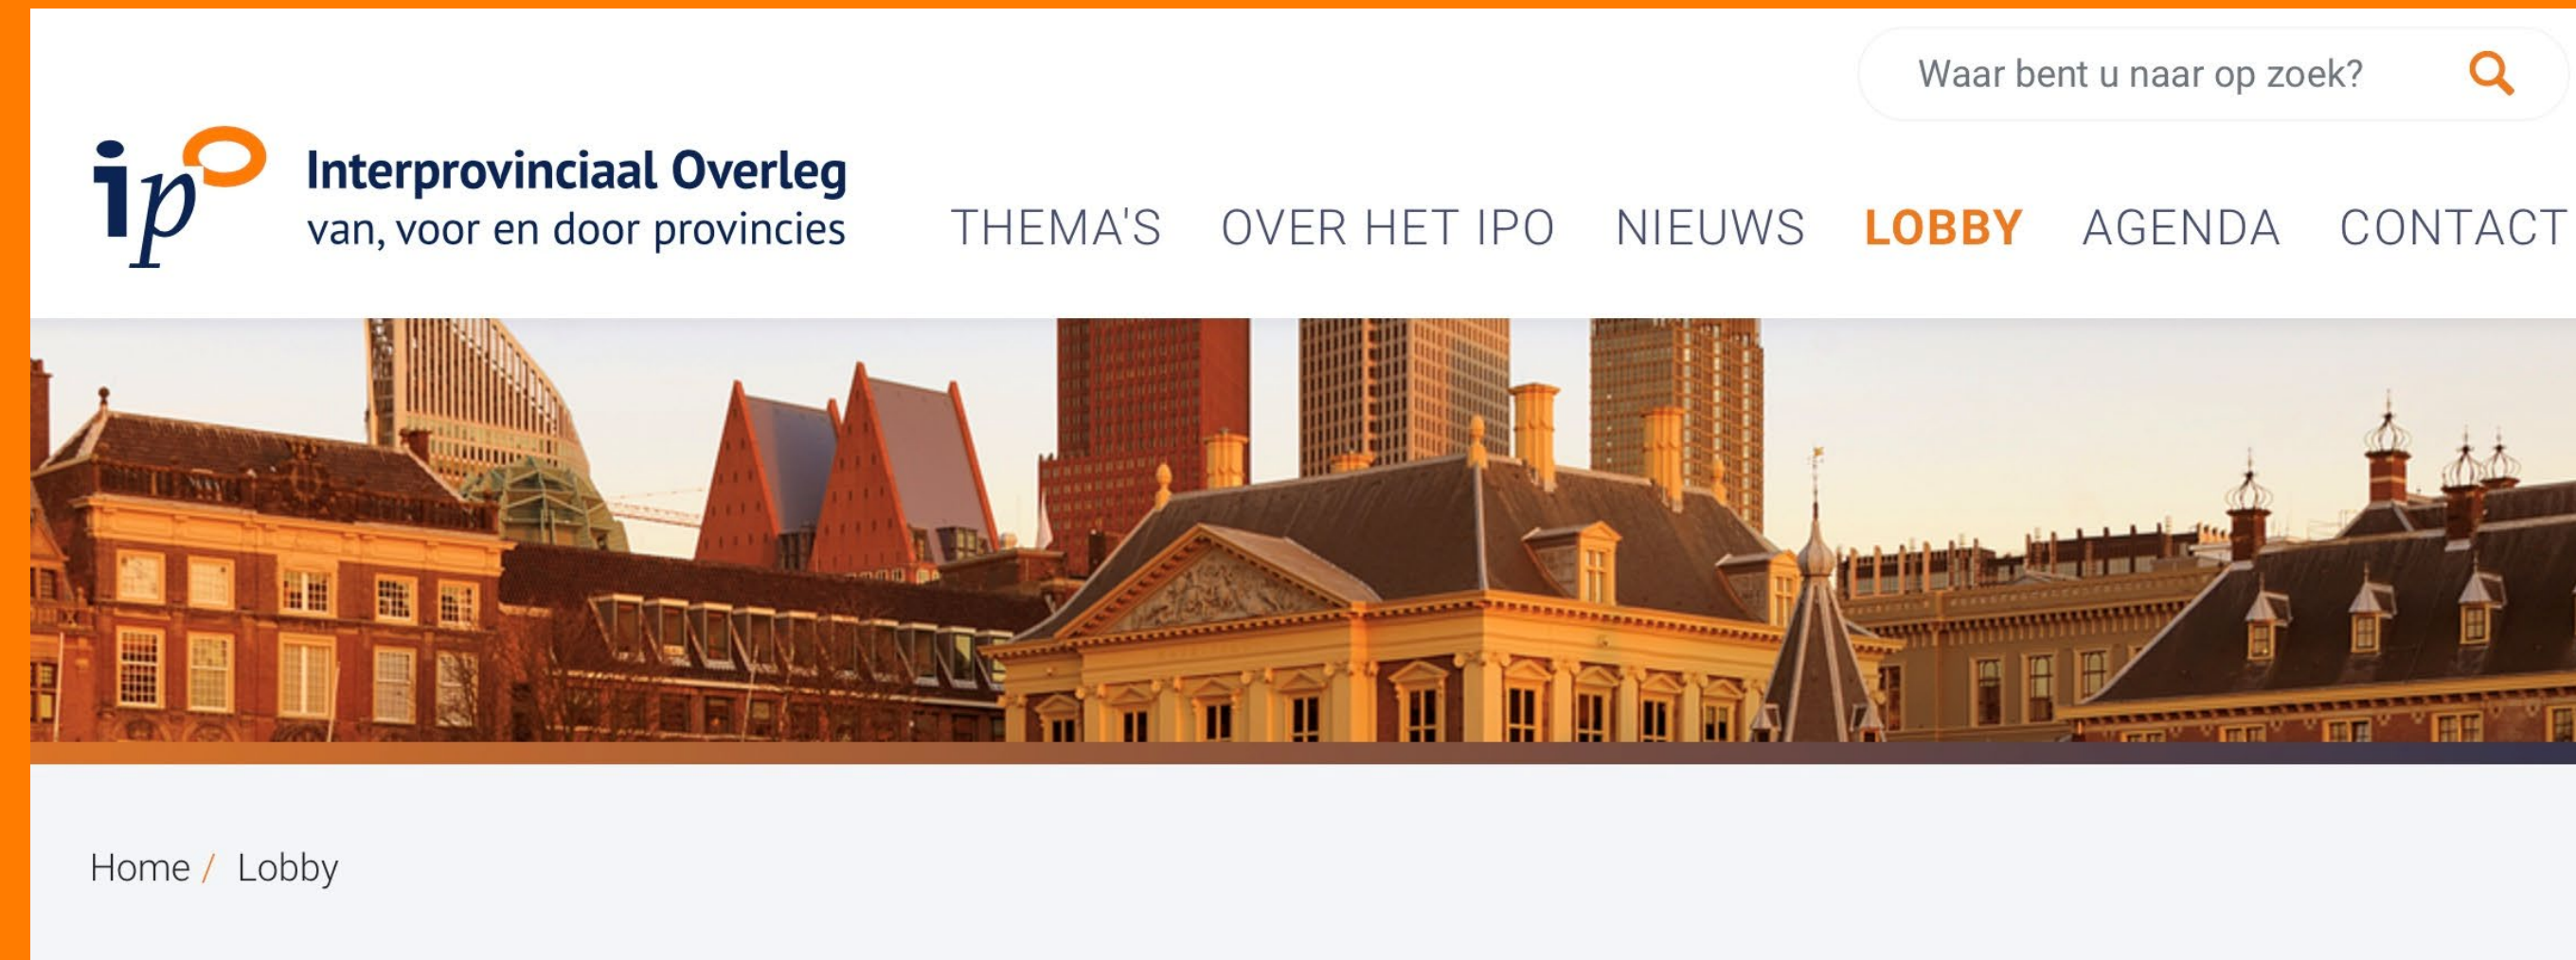 Waar bent u naar op zoek?
ipo
Interprovinciaal Overleg
van, voor en door provincies
THEMA'S OVER HET IPO NIEUWS LOBBY AGENDA CONTACT
Home / Lobby